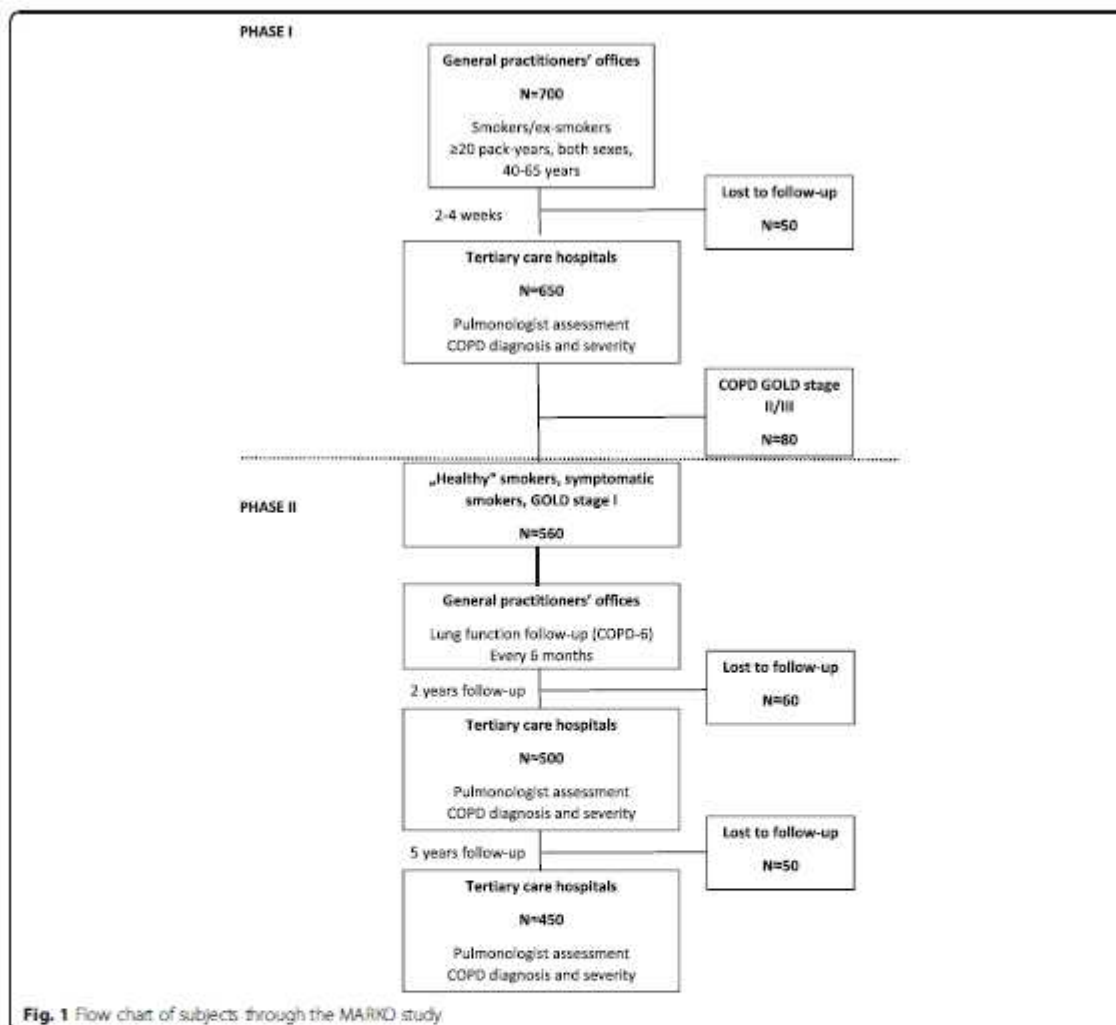 PHASE I
General practitioners' offices
N=700
Smokers/ex-smokers
≥20 pack-years, both sexes,
40-65 years
2-4 weeks
Lost to follow-up
N≈50
Tertiary care hospitals
N≈650
Pulmonologist assessment
COPD diagnosis and severity
COPD GOLD stage
II/III
N≈80
PHASE II
„Healthy“ smokers, symptomatic
smokers, GOLD stage I
N≈560
General practitioners' offices
Lung function follow-up (COPD-6)
Every 6 months
2 years follow-up
Lost to follow-up
N≈60
Tertiary care hospitals
N≈500
Pulmonologist assessment
COPD diagnosis and severity
5 years follow-up
Lost to follow-up
N≈50
Tertiary care hospitals
N≈450
Pulmonologist assessment
COPD diagnosis and severity
Fig. 1 Flow chart of subjects through the MARKO study